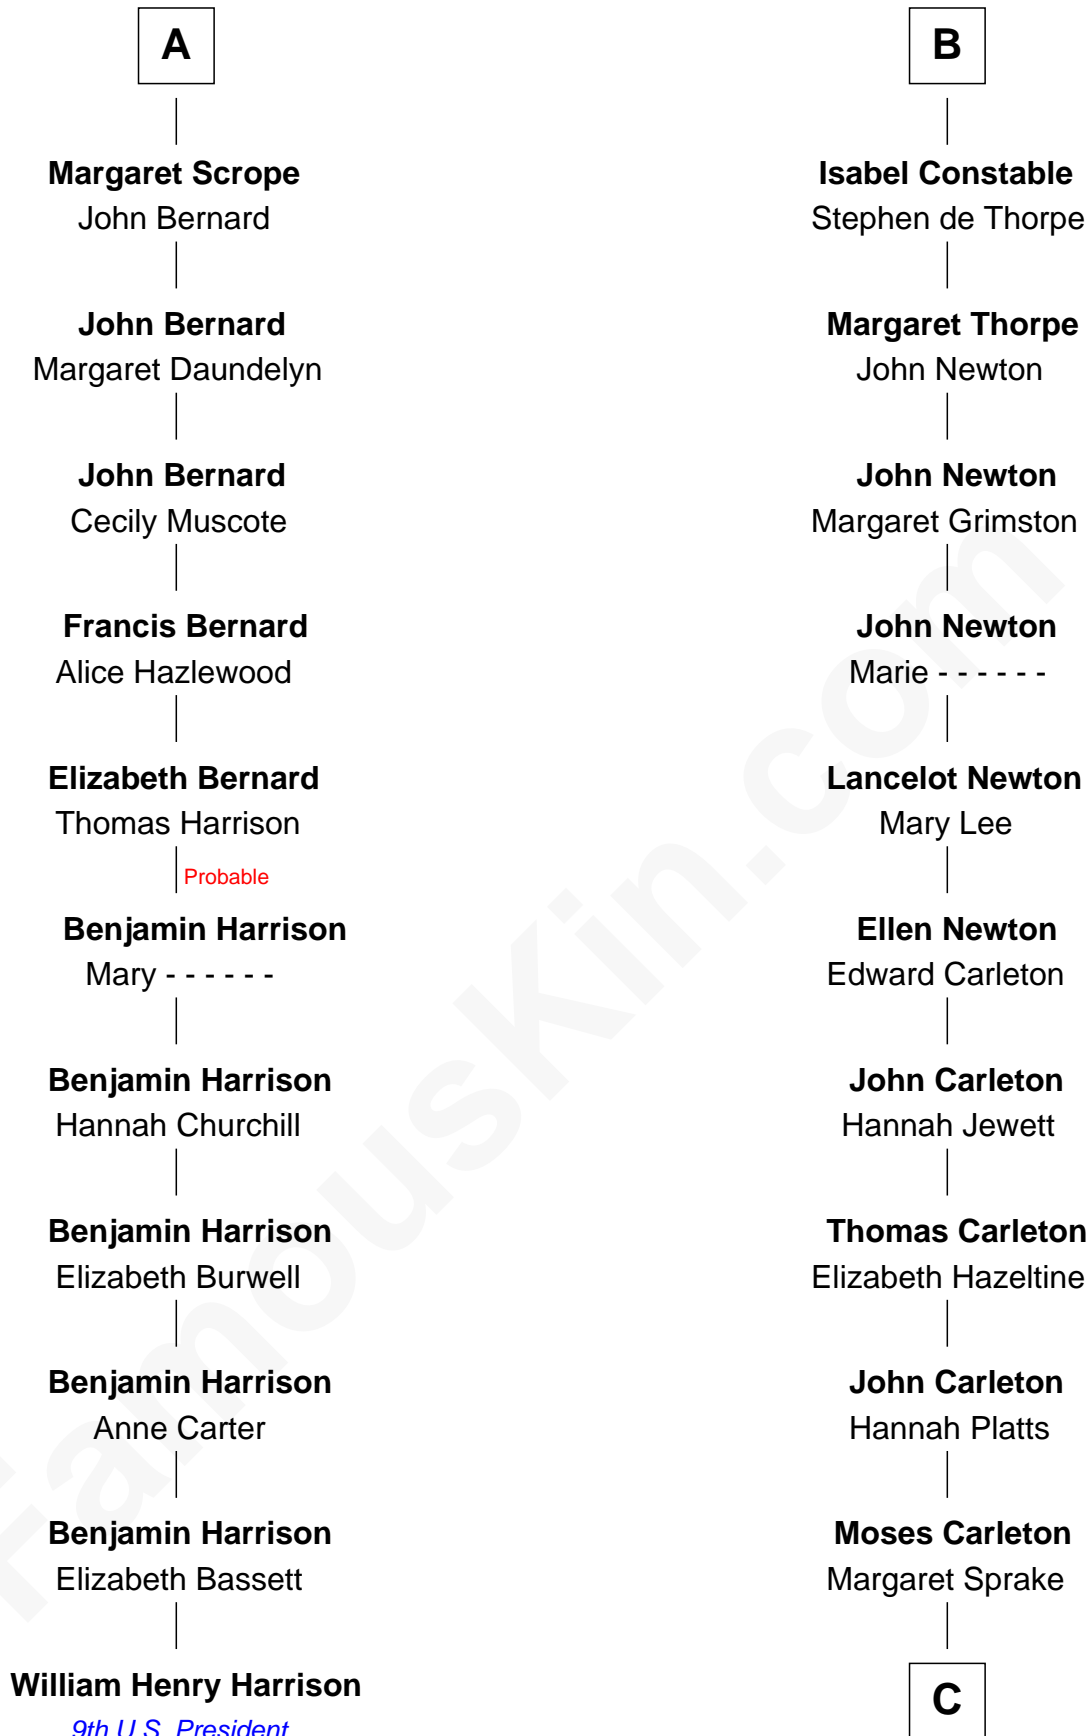 A
Margaret Scrope
John Bernard
John Bernard
Margaret Daundelyn
John Bernard
Cecily Muscote
Francis Bernard
Alice Hazlewood
Elizabeth Bernard
Thomas Harrison
Probable
Benjamin Harrison
Mary - - - - - -
Benjamin Harrison
Hannah Churchill
Benjamin Harrison
Elizabeth Burwell
Benjamin Harrison
Anne Carter
Benjamin Harrison
Elizabeth Bassett
William Henry Harrison
9th U.S. President
B
Isabel Constable
Stephen de Thorpe
Margaret Thorpe
John Newton
John Newton
Margaret Grimston
John Newton
Marie - - - - - -
Lancelot Newton
Mary Lee
Ellen Newton
Edward Carleton
John Carleton
Hannah Jewett
Thomas Carleton
Elizabeth Hazeltine
John Carleton
Hannah Platts
Moses Carleton
Margaret Sprake
C
FamousKin.com